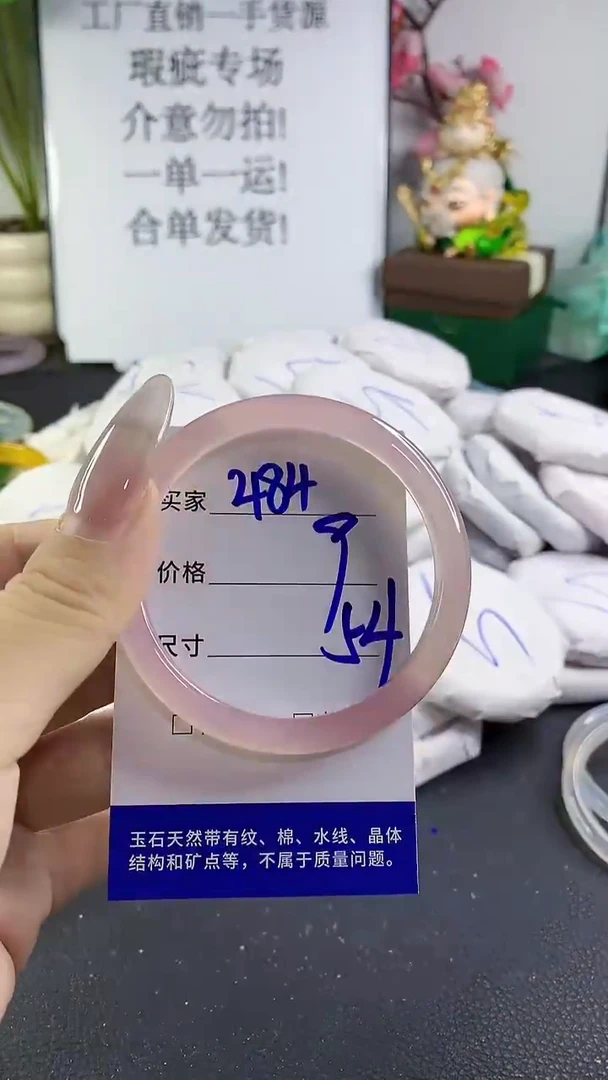 工厂直销一手货源
瑕疵专场
介意勿拍!
一单一运!
合单发货!
买家 484
价格 9
尺寸 54
玉石天然带有纹、棉、水线、晶体
结构和矿点等，不属于质量问题。